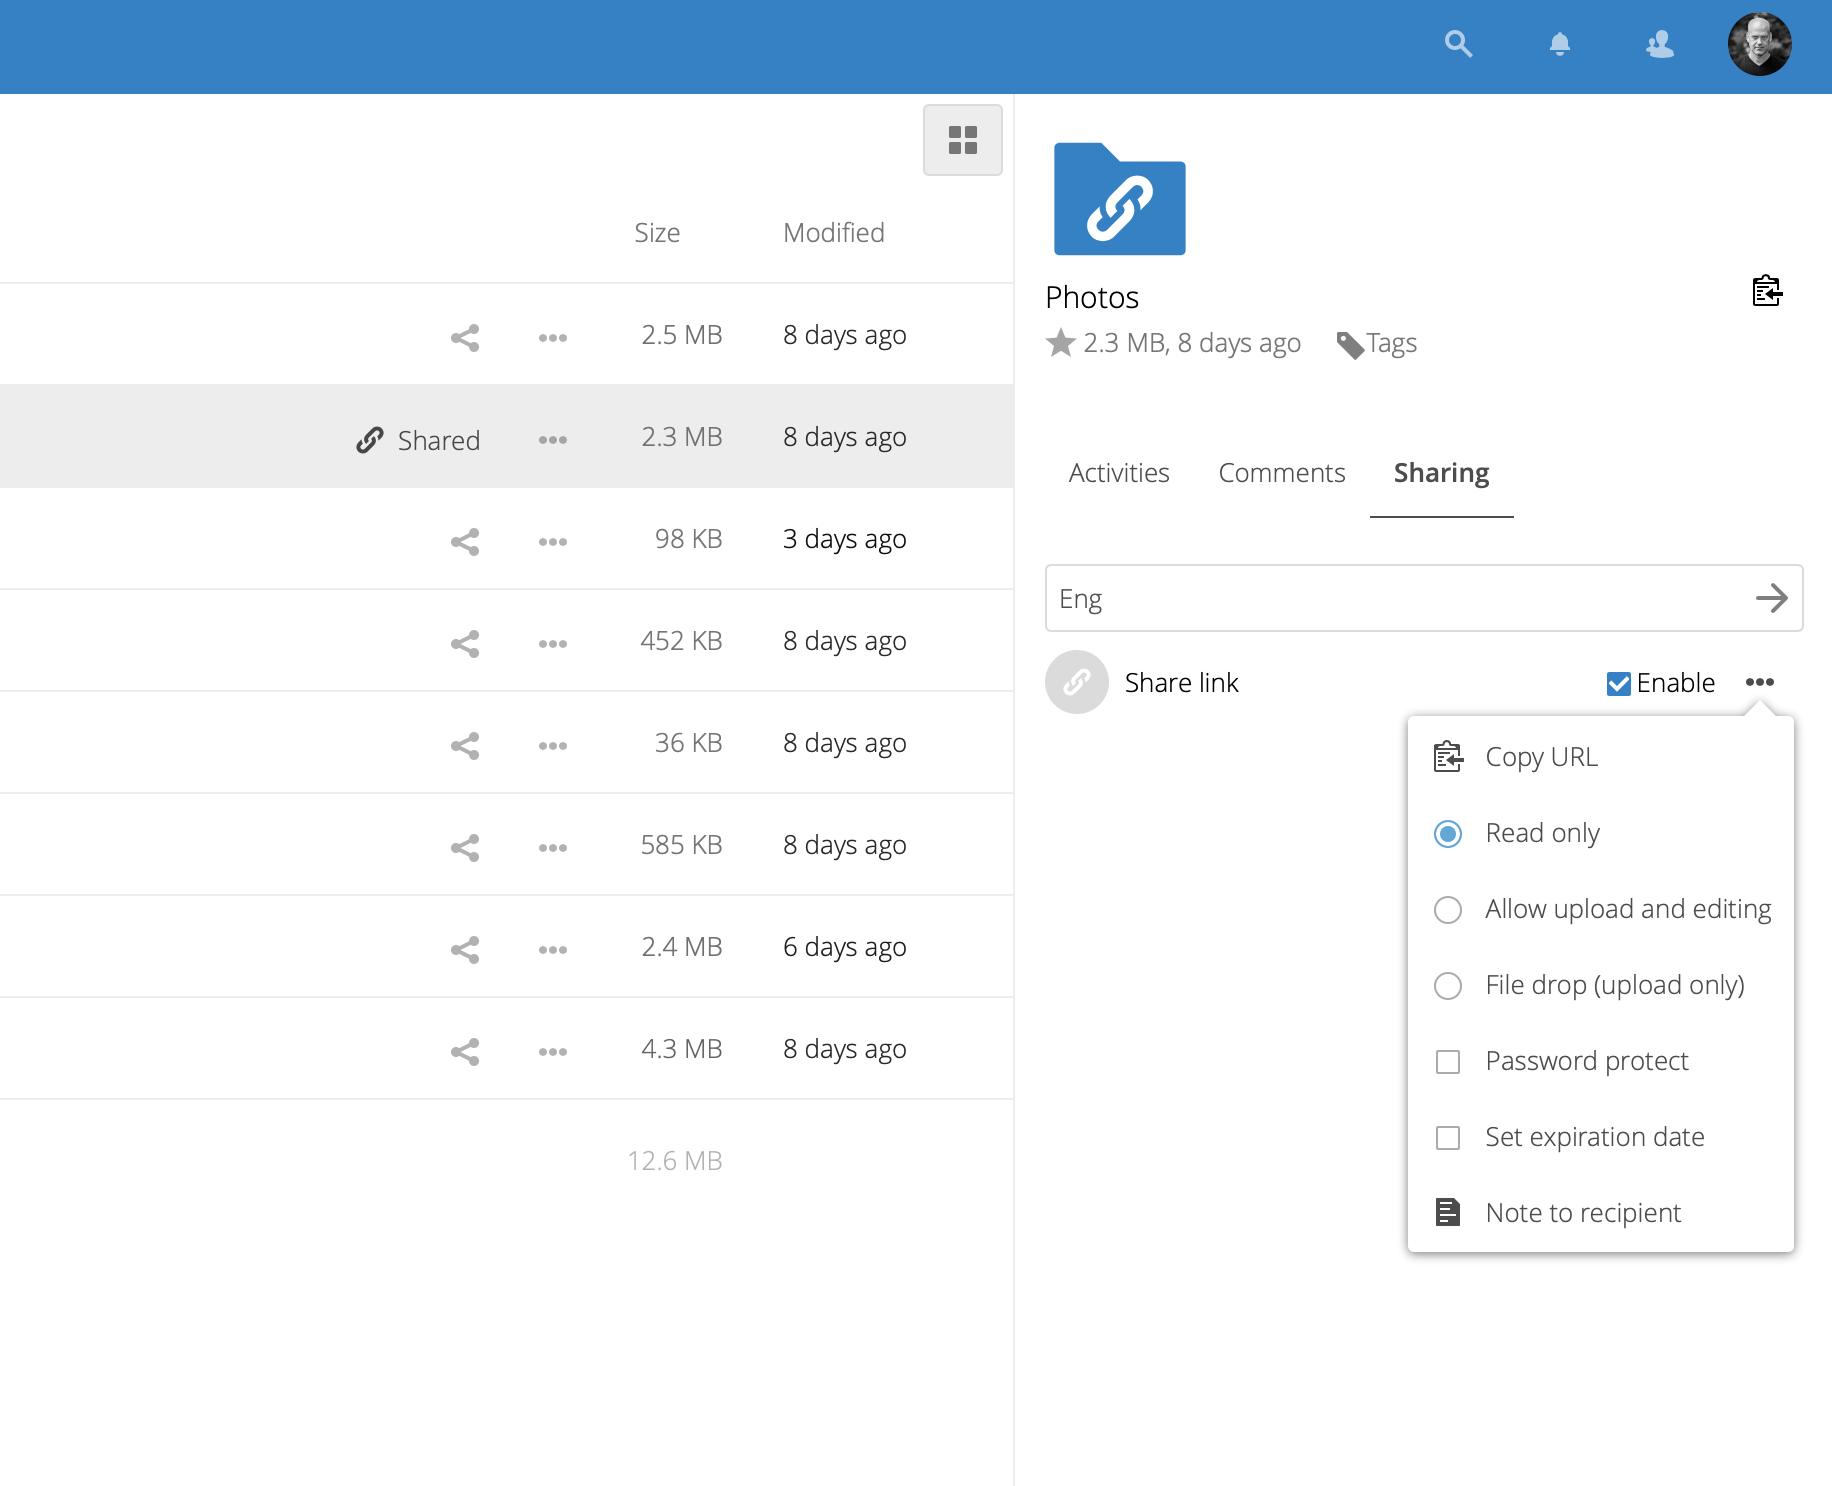 Size Modified
2.5 MB 8 days ago
Shared 2.3 MB 8 days ago
98 KB 3 days ago
452 KB 8 days ago
36 KB 8 days ago
585 KB 8 days ago
2.4 MB 6 days ago
4.3 MB 8 days ago
12.6 MB
Photos
2.3 MB, 8 days ago Tags
Activities Comments Sharing
Eng
Share link Enable
Copy URL
Read only
Allow upload and editing
File drop (upload only)
Password protect
Set expiration date
Note to recipient